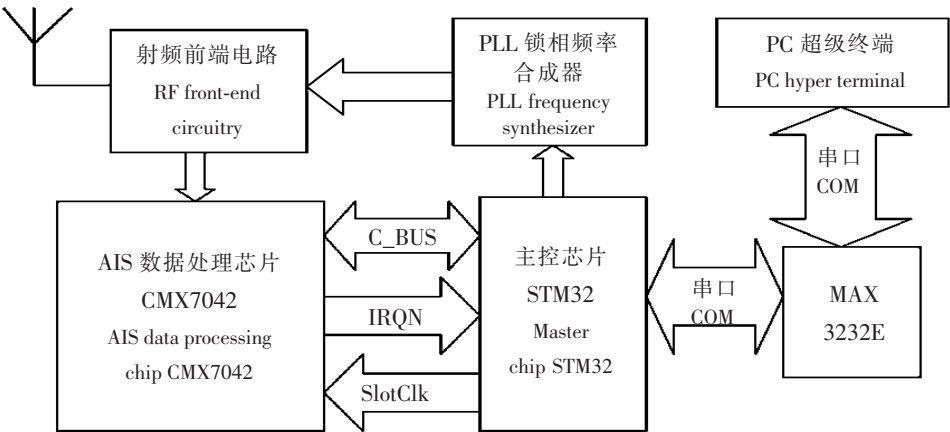 射频前端电路
RF front-end
circuitry
PLL 锁相频率
合成器
PLL frequency
synthesizer
PC 超级终端
PC hyper terminal
串口
COM
AIS 数据处理芯片
CMX7042
AIS data processing
chip CMX7042
C_BUS
IRQN
SlotClk
主控芯片
STM32
Master
chip STM32
串口
COM
MAX
3232E